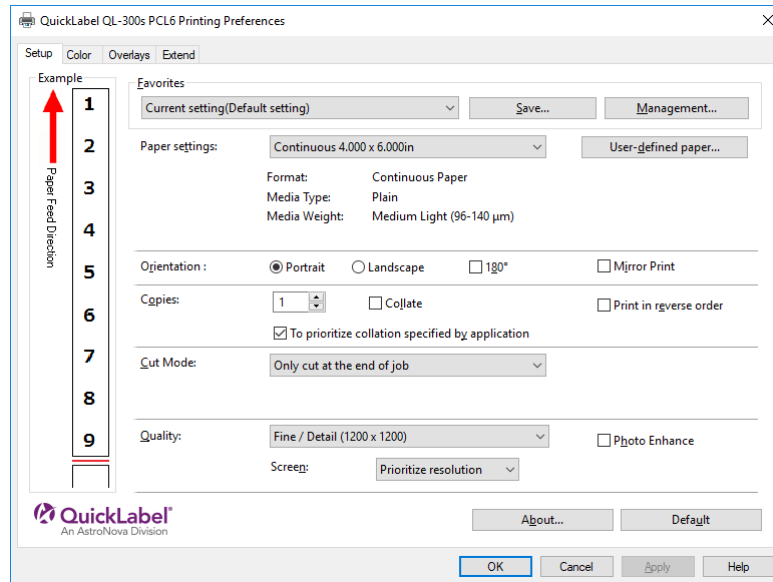 QuickLabel QL-300s PCL6 Printing Preferences
Setup Color Overlays Extend
Example
Paper Feed Direction
1
2
3
4
5
6
7
8
9
Favorites
Current setting(Default setting) Save... Management...
Paper settings: Continuous 4.000 x 6.000in User-defined paper...
Format: Continuous Paper
Media Type: Plain
Media Weight: Medium Light (96-140 μm)
Orientation : Portrait Landscape 180° Mirror Print
Copies: 1 Collate Print in reverse order
To prioritize collation specified by application
Cut Mode: Only cut at the end of job
Quality: Fine / Detail (1200 x 1200) Photo Enhance
Screen: Prioritize resolution
QuickLabel®
An AstroNova Division
About... Default
OK Cancel Apply Help